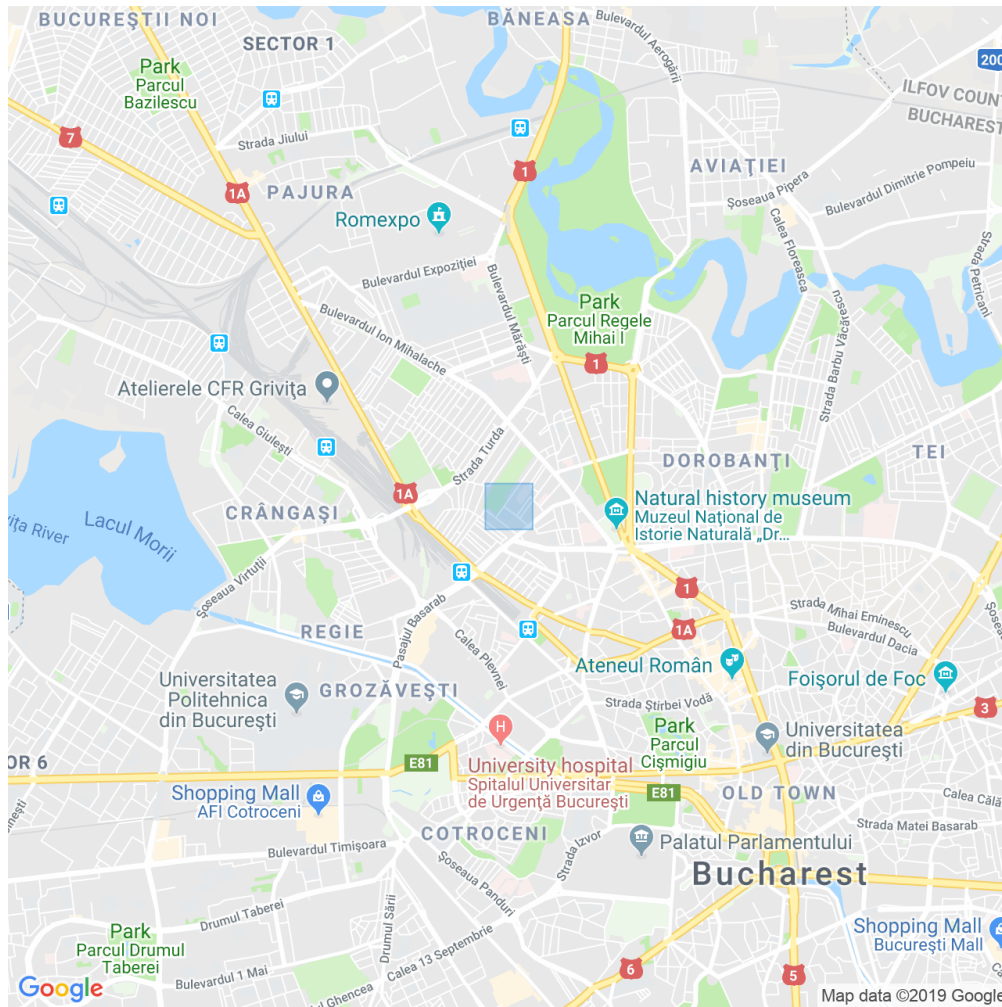 BUCUREȘTII NOI
BĂNEASA
Bulevardul Aerogării
SECTOR 1
200
Park
Parcul
Bazilescu
ILFOV COUN
BUCHAREST
7
Strada Jiului
1
AVIAȚIEI
Bulevardul Dimitrie Pompeiu
1A
PAJURA
Șoseaua Pipera
Romexpo
Calea Floreasca
Strada Petricani
Bulevardul Expoziției
Bulevardul Mărăști
Park
Parcul Regele
Mihai I
Bulevardul Ion Mihalache
Strada Barbu Văcărescu
1
Atelierele CFR Grivița
Calea Giulești
Strada Turda
TEI
DOROBANȚI
1A
Natural history museum
Muzeul Național de
Istorie Naturală „Dr...
CRÂNGAȘI
Lacul Morii
vița River
Șoseaua Virtuții
1
Pasajul Basarab
Strada Mihai Eminescu
Bulevardul Dacia
Șoseau
REGIE
Calea Plevnei
1A
Ateneul Român
Foișorul de Foc
Universitatea
Politehnica
din București
GROZĂVEȘTI
Strada Știrbei Vodă
3
Park
Parcul
Cișmigiu
Universitatea
din București
H
University hospital
Spitalul Universitar
de Urgență București
OR 6
E81
E81
OLD TOWN
Shopping Mall
AFI Cotroceni
Calea Călă
COTROCENI
Strada Matei Basarab
Bulevardul Timișoara
Strada Izvor
Palatul Parlamentului
Bucharest
Șoseaua Panduri
Drumul Sării
Drumul Taberei
Park
Parcul Drumul
Taberei
Shopping Mall
București Mall
Calea 13 Septembrie
Bulevardul 1 Mai
6
5
Google
l Ghencea
Map data ©2019 Google